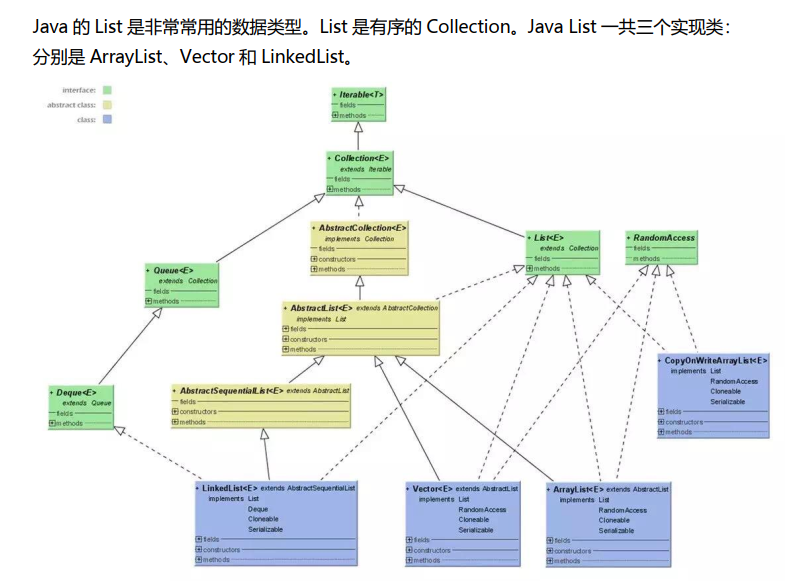 Java 的 List 是非常常用的数据类型。List 是有序的 Collection。Java List 一共三个实现类：
分别是 ArrayList、Vector 和 LinkedList。
interface:
abstract class:
class:
Iterable<T>
fields
methods
Collection<E>
extends Iterable
fields
methods
AbstractCollection<E>
implements Collection
fields
constructors
methods
List<E>
extends Collection
fields
methods
RandomAccess
fields
methods
Queue<E>
extends Collection
fields
methods
AbstractList<E> extends AbstractCollection
implements List
fields
constructors
methods
CopyOnWriteArrayList<E>
implements List
RandomAccess
Cloneable
Serializable
fields
constructors
methods
Deque<E>
extends Queue
fields
methods
AbstractSequentialList<E> extends AbstractList
fields
constructors
methods
LinkedList<E> extends AbstractSequentialList
implements List
Deque
Cloneable
Serializable
fields
constructors
methods
Vector<E> extends AbstractList
implements List
RandomAccess
Cloneable
Serializable
fields
constructors
methods
ArrayList<E> extends AbstractList
implements List
RandomAccess
Cloneable
Serializable
fields
constructors
methods